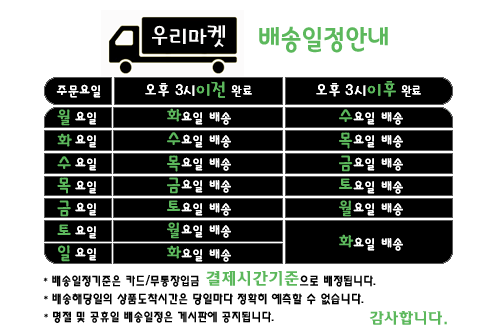 우리마켓 배송일정안내
주문요일 오후 3시이전 완료 오후 3시이후 완료
월 요일 화요일 배송 수요일 배송
화 요일 수요일 배송 목요일 배송
수 요일 목요일 배송 금요일 배송
목 요일 금요일 배송 토요일 배송
금 요일 토요일 배송 월요일 배송
토 요일 월요일 배송 화요일 배송
일 요일 화요일 배송
* 배송일정기준은 카드/무통장입금 결제시간기준으로 배정됩니다.
* 배송해당일의 상품도착시간은 당일마다 정확히 예측할 수 없습니다.
* 명절 및 공휴일 배송일정은 게시판에 공지됩니다. 감사합니다.